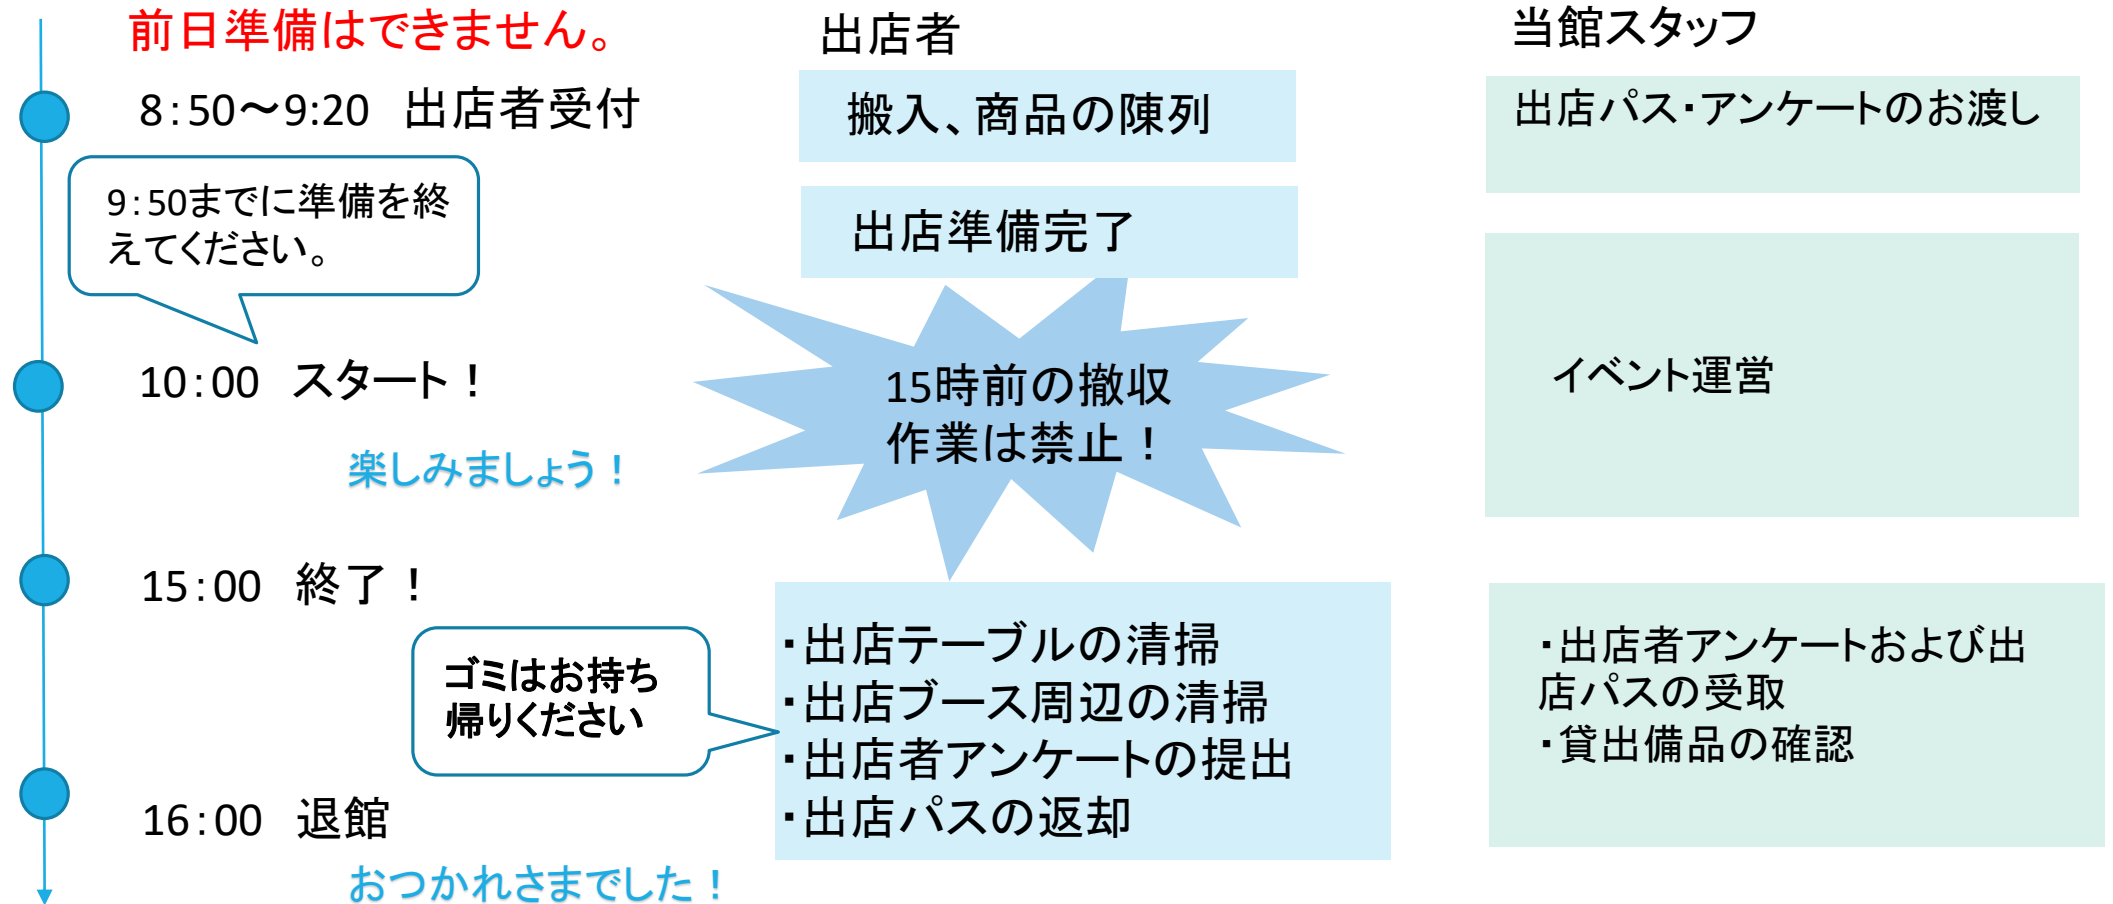 前日準備はできません。
出店者
当館スタッフ
8:50～9:20　出店者受付
搬入、商品の陳列
出店パス・アンケートのお渡し
9:50までに準備を終
えてください。
出店準備完了
10:00　スタート！
15時前の撤収
作業は禁止！
イベント運営
楽しみましょう！
15:00　終了！
ゴミはお持ち
帰りください
・出店テーブルの清掃
・出店ブース周辺の清掃
・出店者アンケートの提出
・出店パスの返却
・出店者アンケートおよび出
店パスの受取
・貸出備品の確認
16:00　退館
おつかれさまでした！